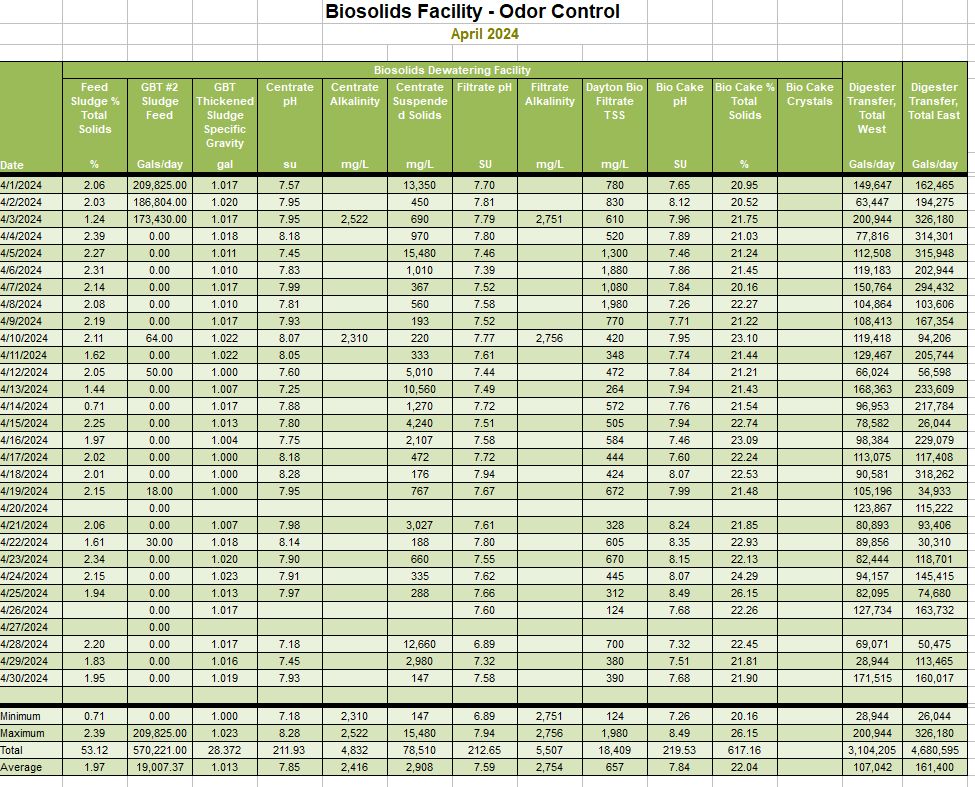 Biosolids Facility - Odor Control
April 2024
Biosolids Dewatering Facility
Date
Feed Sludge % Total Solids %
GBT #2 Sludge Feed Gals/day
GBT Thickened Sludge Specific Gravity gal
Centrate pH su
Centrate Alkalinity mg/L
Centrate Suspende d Solids mg/L
Filtrate pH SU
Filtrate Alkalinity mg/L
Dayton Bio Filtrate TSS mg/L
Bio Cake pH SU
Bio Cake % Total Solids %
Bio Cake Crystals
Digester Transfer, Total West Gals/day
Digester Transfer, Total East Gals/day
4/1/2024 2.06 209,825.00 1.017 7.57 13,350 7.70 780 7.65 20.95 149,647 162,465
4/2/2024 2.03 186,804.00 1.020 7.95 450 7.81 830 8.12 20.52 63,447 194,275
4/3/2024 1.24 173,430.00 1.017 7.95 2,522 690 7.79 2,751 610 7.96 21.75 200,944 326,180
4/4/2024 2.39 0.00 1.018 8.18 970 7.80 520 7.89 21.03 77,816 314,301
4/5/2024 2.27 0.00 1.011 7.45 15,480 7.46 1,300 7.46 21.24 112,508 315,948
4/6/2024 2.31 0.00 1.010 7.83 1,010 7.39 1,880 7.86 21.45 119,183 202,944
4/7/2024 2.14 0.00 1.017 7.99 367 7.52 1,080 7.84 20.16 150,764 294,432
4/8/2024 2.08 0.00 1.010 7.81 560 7.58 1,980 7.26 22.27 104,864 103,606
4/9/2024 2.19 0.00 1.017 7.93 193 7.52 770 7.71 21.22 108,413 167,354
4/10/2024 2.11 64.00 1.022 8.07 2,310 220 7.77 2,756 420 7.95 23.10 119,418 94,206
4/11/2024 1.62 0.00 1.022 8.05 333 7.61 348 7.74 21.44 129,467 205,744
4/12/2024 2.05 50.00 1.000 7.60 5,010 7.44 472 7.84 21.21 66,024 56,598
4/13/2024 1.44 0.00 1.007 7.25 10,560 7.49 264 7.94 21.43 168,363 233,609
4/14/2024 0.71 0.00 1.017 7.88 1,270 7.72 572 7.76 21.54 96,953 217,784
4/15/2024 2.25 0.00 1.013 7.80 4,240 7.51 505 7.94 22.74 78,582 26,044
4/16/2024 1.97 0.00 1.004 7.75 2,107 7.58 584 7.46 23.09 98,384 229,079
4/17/2024 2.02 0.00 1.000 8.18 472 7.72 444 7.60 22.24 113,075 117,408
4/18/2024 2.01 0.00 1.000 8.28 176 7.94 424 8.07 22.53 90,581 318,262
4/19/2024 2.15 18.00 1.000 7.95 767 7.67 672 7.99 21.48 105,196 34,933
4/20/2024 0.00 123,867 115,222
4/21/2024 2.06 0.00 1.007 7.98 3,027 7.61 328 8.24 21.85 80,893 93,406
4/22/2024 1.61 30.00 1.018 8.14 188 7.80 605 8.35 22.93 89,856 30,310
4/23/2024 2.34 0.00 1.020 7.90 660 7.55 670 8.15 22.13 82,444 118,701
4/24/2024 2.15 0.00 1.023 7.91 335 7.62 445 8.07 24.29 94,157 145,415
4/25/2024 1.94 0.00 1.013 7.97 288 7.66 312 8.49 26.15 82,095 74,680
4/26/2024 0.00 1.017 7.60 124 7.68 22.26 127,734 163,732
4/27/2024 0.00
4/28/2024 2.20 0.00 1.017 7.18 12,660 6.89 700 7.32 22.45 69,071 50,475
4/29/2024 1.83 0.00 1.016 7.45 2,980 7.32 380 7.51 21.81 28,944 113,465
4/30/2024 1.95 0.00 1.019 7.93 147 7.58 390 7.68 21.90 171,515 160,017
Minimum 0.71 0.00 1.000 7.18 2,310 147 6.89 2,751 124 7.26 20.16 28,944 26,044
Maximum 2.39 209,825.00 1.023 8.28 2,522 15,480 7.94 2,756 1,980 8.49 26.15 200,944 326,180
Total 53.12 570,221.00 28.372 211.93 4,832 78,510 212.65 5,507 18,409 219.53 617.16 3,104,205 4,680,595
Average 1.97 19,007.37 1.013 7.85 2,416 2,908 7.59 2,754 657 7.84 22.04 107,042 161,400